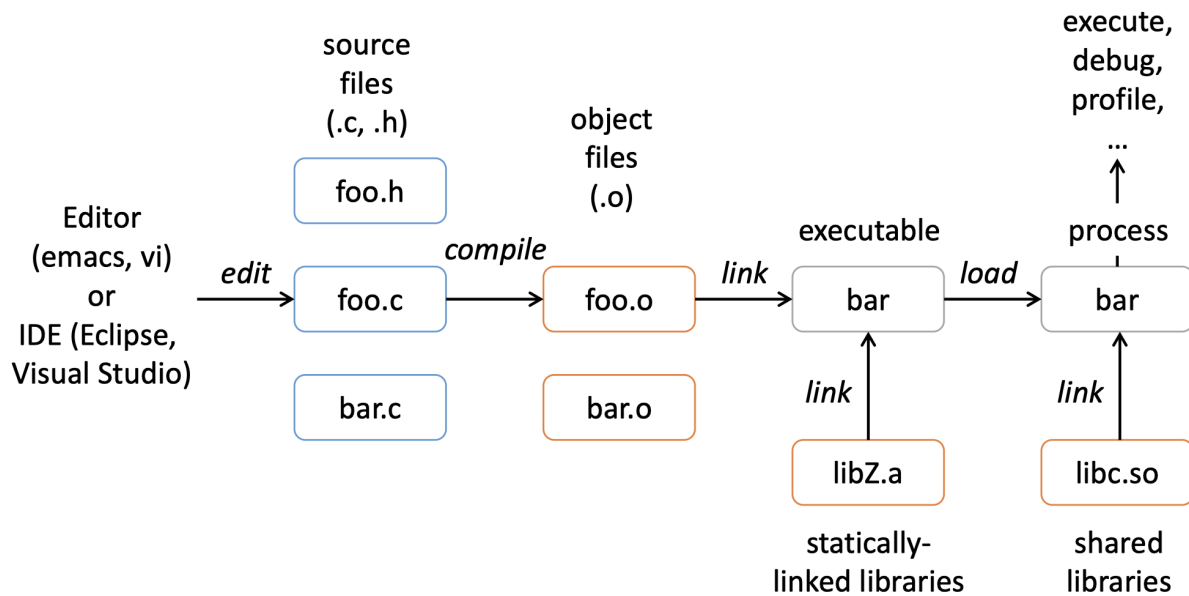 Editor
(emacs, vi)
or
IDE (Eclipse,
Visual Studio)
edit
source
files
(.c, .h)
foo.h
foo.c
bar.c
compile
object
files
(.o)
foo.o
bar.o
link
executable
bar
link
libZ.a
statically-
linked libraries
load
execute,
debug,
profile,
...
process
bar
link
libc.so
shared
libraries